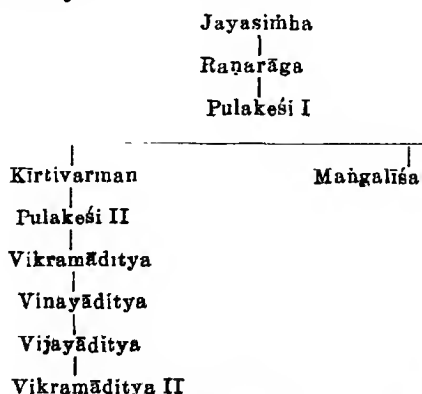 Jayasiṁha
Raṇarāga
Pulakeśi I
Kīrtivarman Maṅgalīśa
Pulakeśi II
Vikramāditya
Vinayāditya
Vijayāditya
Vikramāditya II